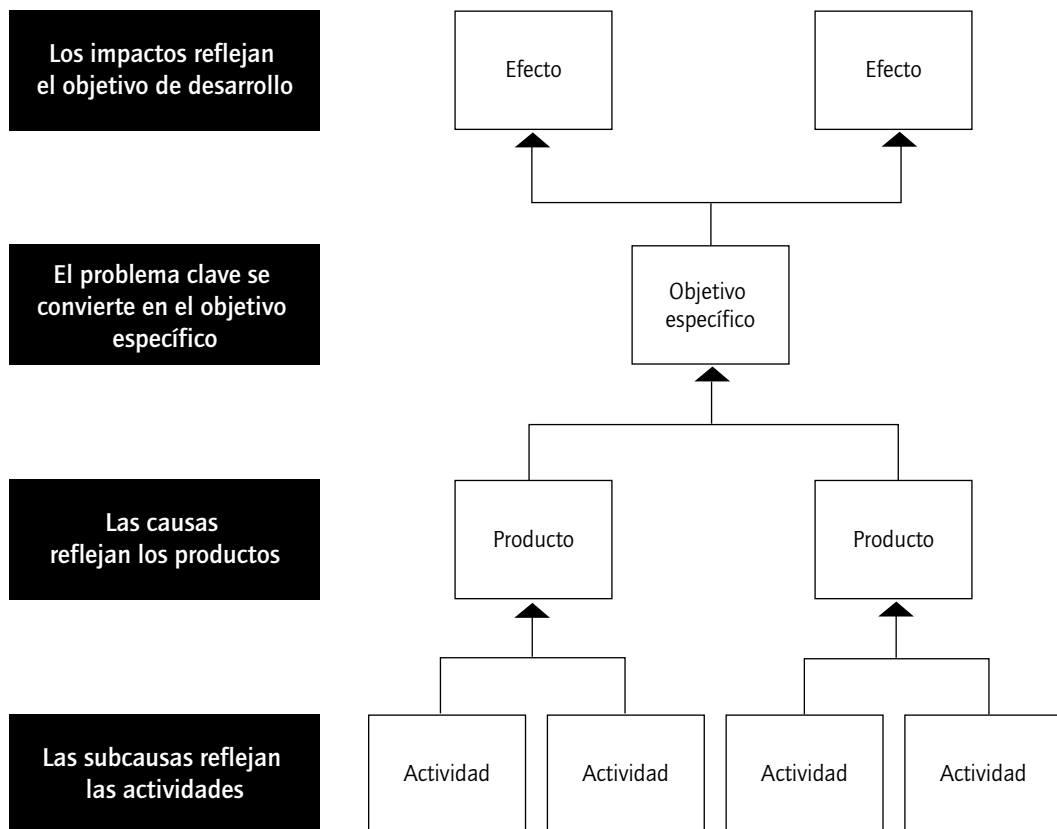 Los impactos reflejan
el objetivo de desarrollo
Efecto
Efecto
El problema clave se
convierte en el objetivo
específico
Objetivo
específico
Las causas
reflejan los productos
Producto
Producto
Las subcausas reflejan
las actividades
Actividad
Actividad
Actividad
Actividad